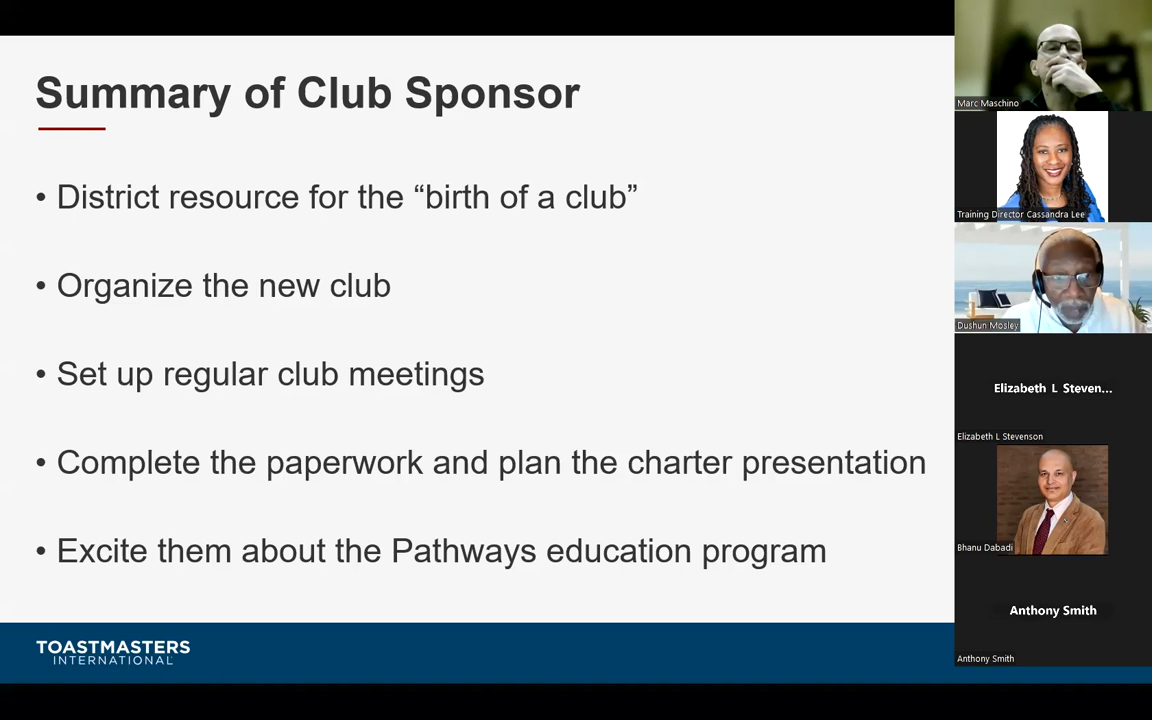 Summary of Club Sponsor
• District resource for the “birth of a club”
• Organize the new club
• Set up regular club meetings
• Complete the paperwork and plan the charter presentation
• Excite them about the Pathways education program
TOASTMASTERS
INTERNATIONAL
Marc Maschino
Training Director Cassandra Lee
Dushun Mosley
Elizabeth L Steven...
Elizabeth L Stevenson
Bhanu Dabadi
Anthony Smith
Anthony Smith